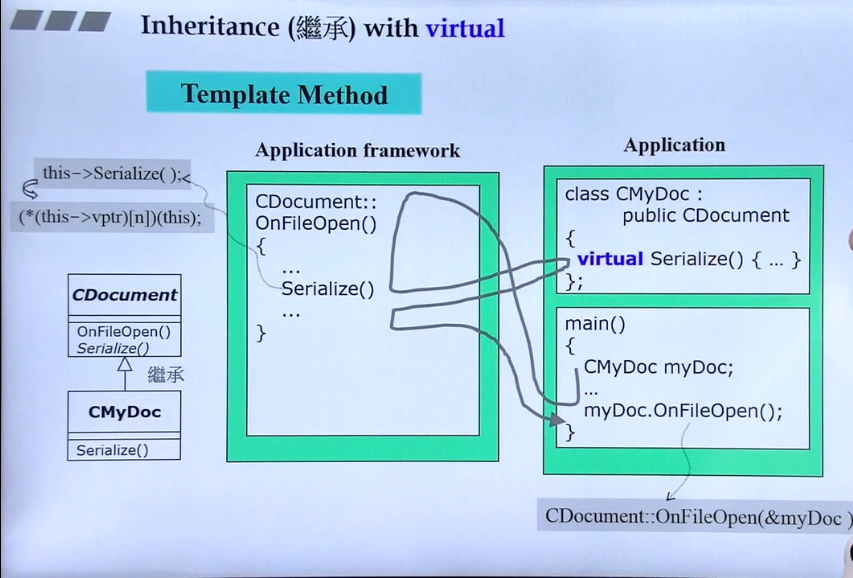 Inheritance (繼承) with virtual
Template Method
Application framework
Application
this->Serialize( );
(*(this->vptr)[n])(this);
CDocument
OnFileOpen()
Serialize()
繼承
CMyDoc
Serialize()
CDocument::
OnFileOpen()
{
...
Serialize()
...
}
class CMyDoc :
public CDocument
{
virtual Serialize() { ... }
};
main()
{
CMyDoc myDoc;
...
myDoc.OnFileOpen();
}
CDocument::OnFileOpen(&myDoc )